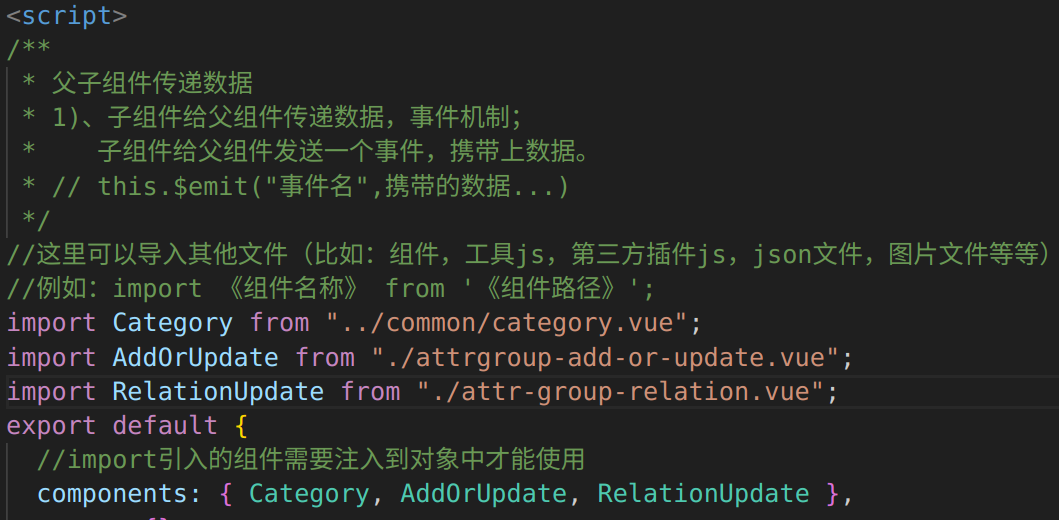 <script>
/**
 * 父子组件传递数据
 * 1)、子组件给父组件传递数据，事件机制；
 *    子组件给父组件发送一个事件，携带上数据。
 * // this.$emit("事件名",携带的数据...)
 */
//这里可以导入其他文件（比如：组件，工具js，第三方插件js，json文件，图片文件等等）
//例如：import 《组件名称》 from '《组件路径》';
import Category from "../common/category.vue";
import AddOrUpdate from "./attrgroup-add-or-update.vue";
import RelationUpdate from "./attr-group-relation.vue";
export default {
  //import引入的组件需要注入到对象中才能使用
  components: { Category, AddOrUpdate, RelationUpdate },